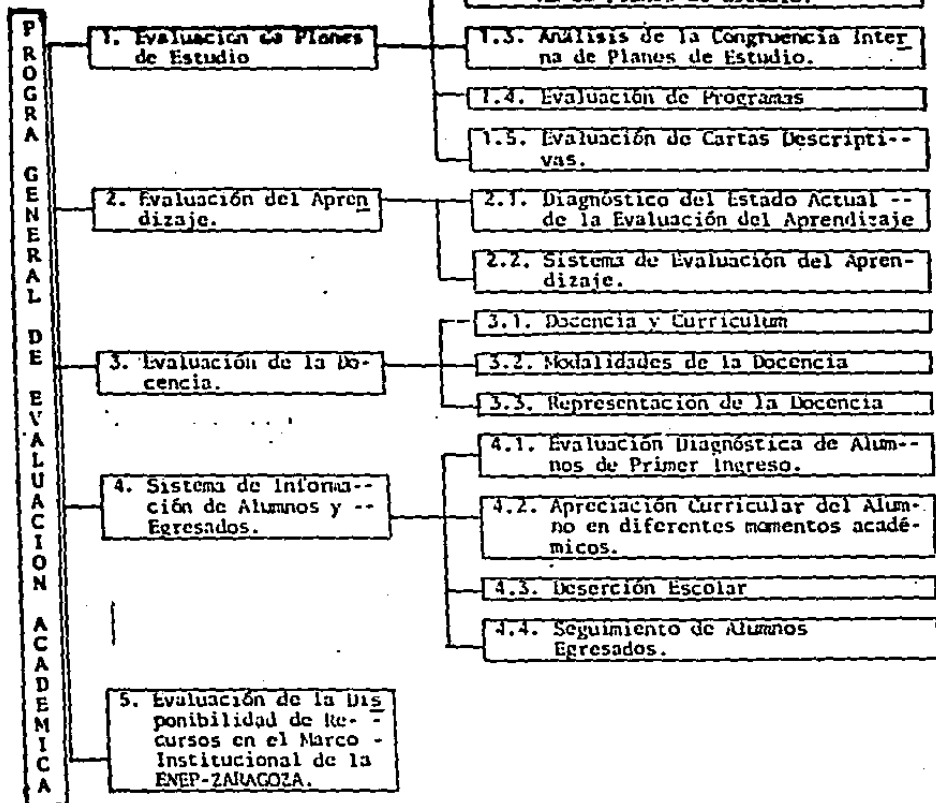 PROGRA GENERAL DE EVALUACION ACADEMICA
1. Evaluación de Planes
de Estudio
1.3. Análisis de la Congruencia Inter
na de Planes de Estudio.
1.4. Evaluación de Programas
1.5. Evaluación de Cartas Descripti--
vas.
2. Evaluación del Apren
dizaje.
2.1. Diagnóstico del Estado Actual --
de la Evaluación del Aprendizaje
2.2. Sistema de Evaluación del Apren-
dizaje.
3. Evaluación de la Do-
cencia.
3.1. Docencia y Curriculum
3.2. Modalidades de la Docencia
3.3. Representación de la Docencia
4. Sistema de Informa--
ción de Alumnos y --
Egresados.
4.1. Evaluación Diagnóstica de Alum--
nos de Primer Ingreso.
4.2. Apreciación Curricular del Alum-
no en diferentes momentos acadé-
micos.
4.3. Deserción Escolar
4.4. Seguimiento de Alumnos
Egresados.
5. Evaluación de la Dis
ponibilidad de Re- -
cursos en el Marco -
Institucional de la
ENEP-ZARAGOZA.